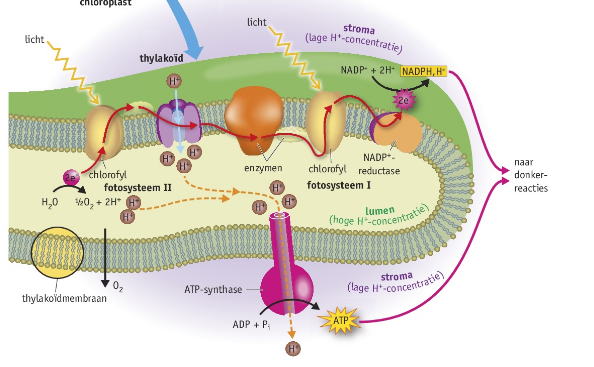 chloroplast
licht
licht
stroma
(lage H⁺-concentratie)
thylakoïd
NADP⁺ + 2H⁺
NADPH,H⁺
H⁺
2e⁻
chlorofyl
fotosysteem II
2e⁻
H₂O
½O₂ + 2H⁺
H⁺
H⁺
H⁺
H⁺
H⁺
enzymen
chlorofyl
fotosysteem I
NADP⁺-
reductase
naar
donker-
reacties
H⁺
H⁺
H⁺
lumen
(hoge H⁺-concentratie)
thylakoïdmembraan
O₂
ATP-synthase
stroma
(lage H⁺-concentratie)
ADP + Pᵢ
ATP
H⁺